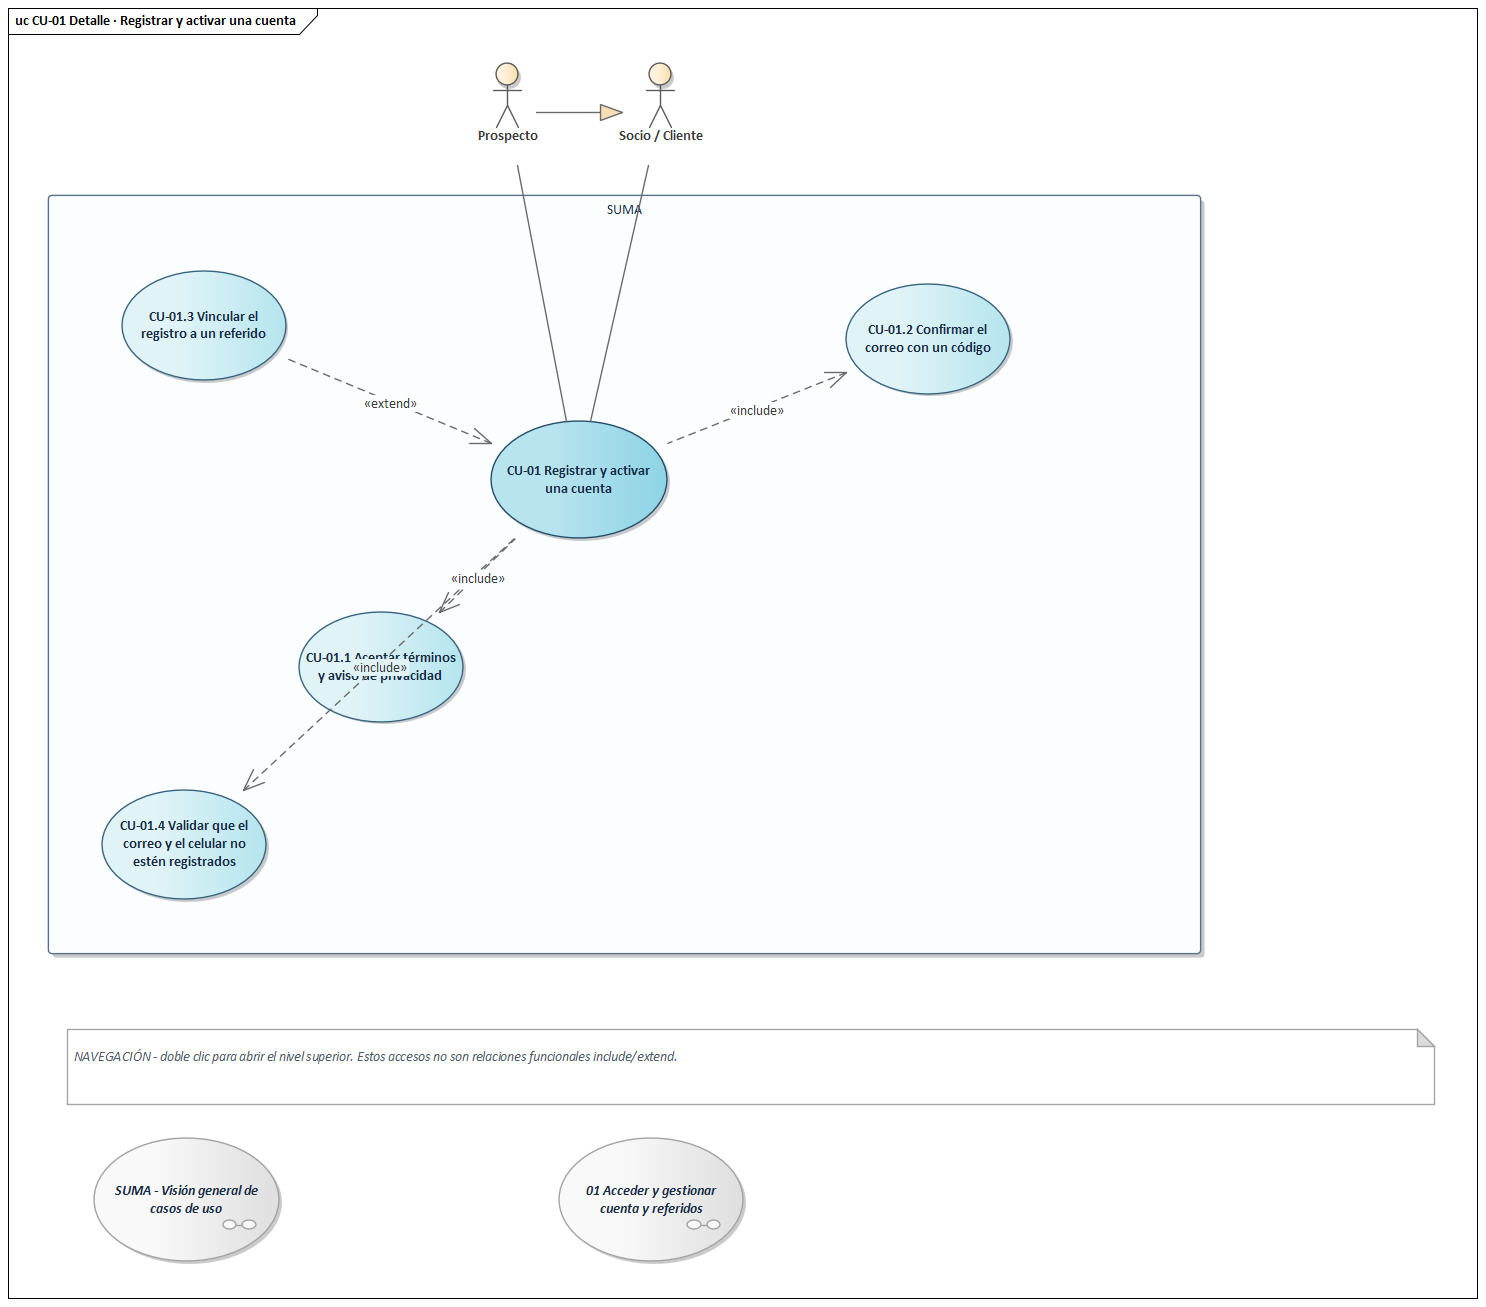 uc CU-01 Detalle · Registrar y activar una cuenta
Prospecto
Socio / Cliente
SUMA
CU-01.3 Vincular el
registro a un referido
CU-01.2 Confirmar el
correo con un código
«extend»
«include»
CU-01 Registrar y activar
una cuenta
«include»
CU-01.1 Aceptar términos
«include»
y aviso de privacidad
CU-01.4 Validar que el
correo y el celular no
estén registrados
NAVEGACIÓN - doble clic para abrir el nivel superior. Estos accesos no son relaciones funcionales include/extend.
SUMA - Visión general de
casos de uso
01 Acceder y gestionar
cuenta y referidos